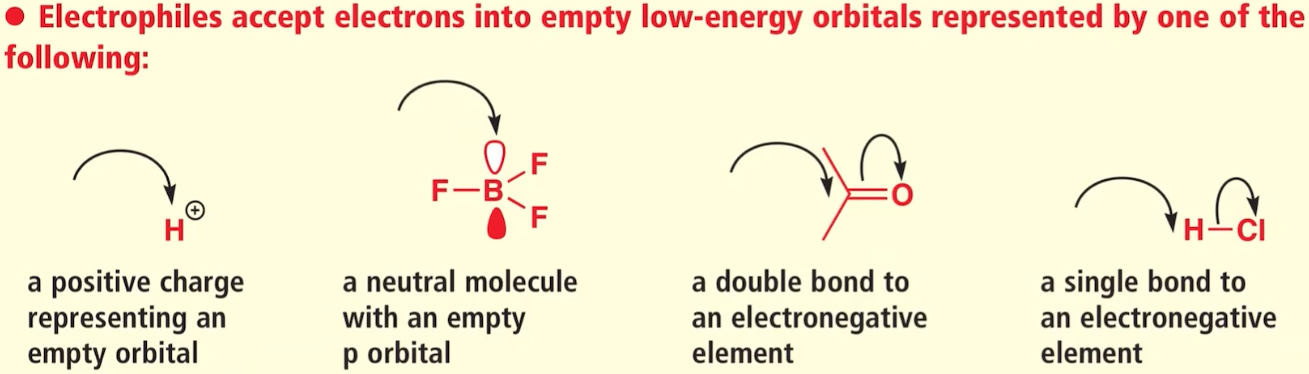 ● Electrophiles accept electrons into empty low-energy orbitals represented by one of the
following:
H⊕
F—B
F
F
O
H—Cl
a positive charge
representing an
empty orbital
a neutral molecule
with an empty
p orbital
a double bond to
an electronegative
element
a single bond to
an electronegative
element